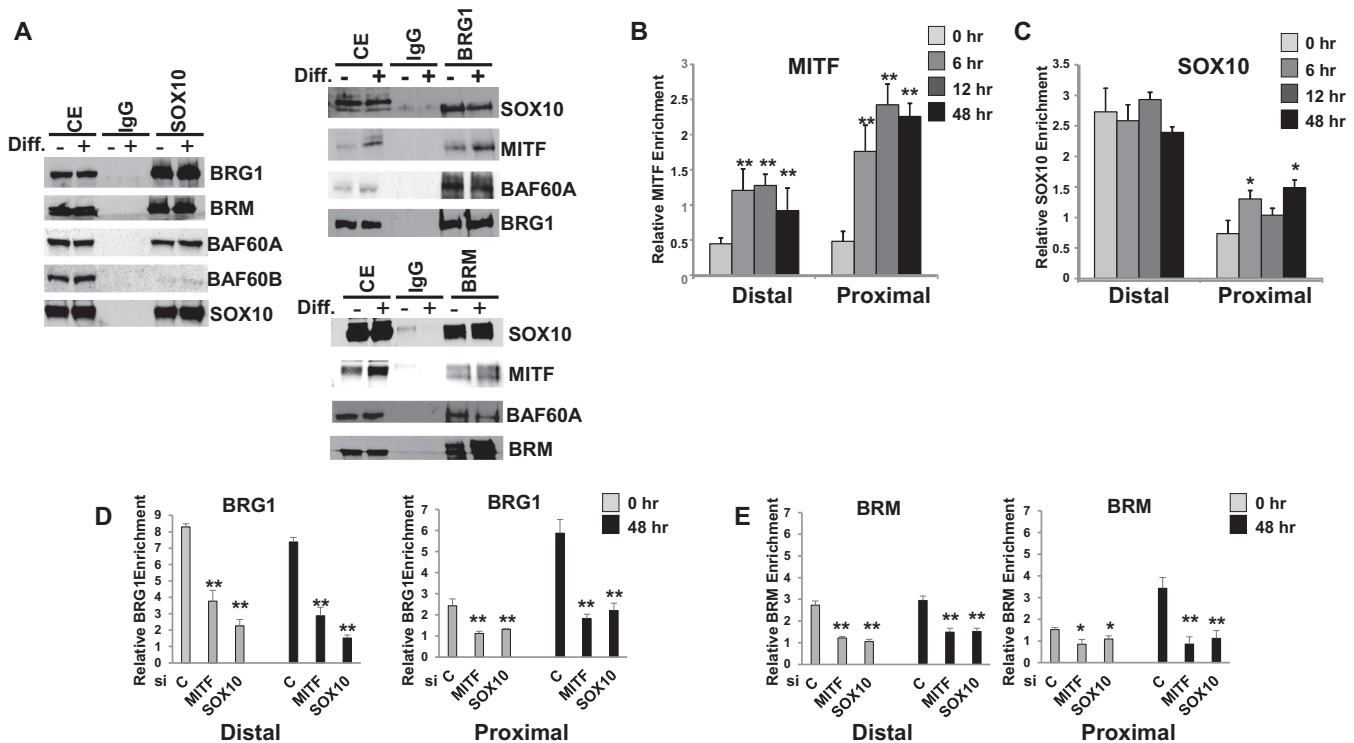 A
CE
IgG
SOX10
Diff. - + - + - +
BRG1
BRM
BAF60A
BAF60B
SOX10
CE
IgG
BRG1
Diff. - + - + - +
SOX10
MITF
BAF60A
BRG1
CE
IgG
BRM
Diff. - + - + - +
SOX10
MITF
BAF60A
BRM
B
MITF
0 hr
6 hr
12 hr
48 hr
Relative MITF Enrichment
3
2.5
2
1.5
1
0.5
0
** ** **
** ** **
Distal Proximal
C
SOX10
0 hr
6 hr
12 hr
48 hr
Relative SOX10 Enrichment
3.5
3
2.5
2
1.5
1
0.5
0
* *
Distal Proximal
D
BRG1
Relative BRG1Enrichment
9
8
7
6
5
4
3
2
1
0
** ** ** **
si C MITF SOX10 C MITF SOX10
Distal
BRG1
0 hr
48 hr
Relative BRG1Enrichment
7
6
5
4
3
2
1
0
** ** ** **
si C MITF SOX10 C MITF SOX10
Proximal
E
BRM
Relative BRM Enrichment
7
6
5
4
3
2
1
0
** ** ** **
si C MITF SOX10 C MITF SOX10
Distal
BRM
0 hr
48 hr
Relative BRM Enrichment
7
6
5
4
3
2
1
0
* * ** **
si C MITF SOX10 C MITF SOX10
Proximal